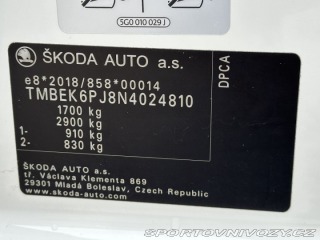 5G0 010 029 J
ŠKODA AUTO a.s.
e8*2018/858*00014
TMBEK6PJ8N4024810
1700 kg
2900 kg
1- 910 kg
2- 830 kg
DPCA
ŠKODA AUTO a.s.
tř. Václava Klementa 869
29301 Mladá Boleslav, Czech Republic
www.skoda-auto.com
SPORTOVNIVOZY.CZ